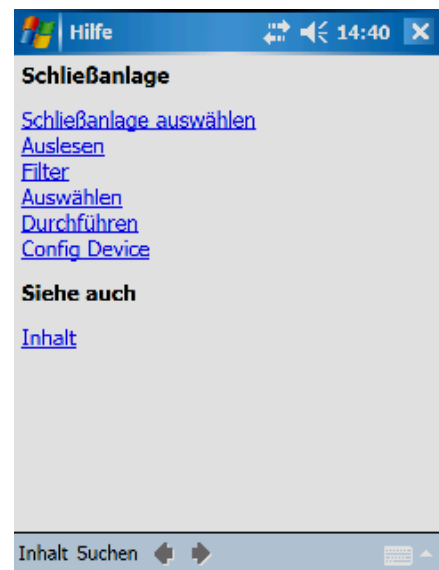 Hilfe 14:40
Schließanlage
Schließanlage auswählen
Auslesen
Filter
Auswählen
Durchführen
Config Device
Siehe auch
Inhalt
Inhalt Suchen